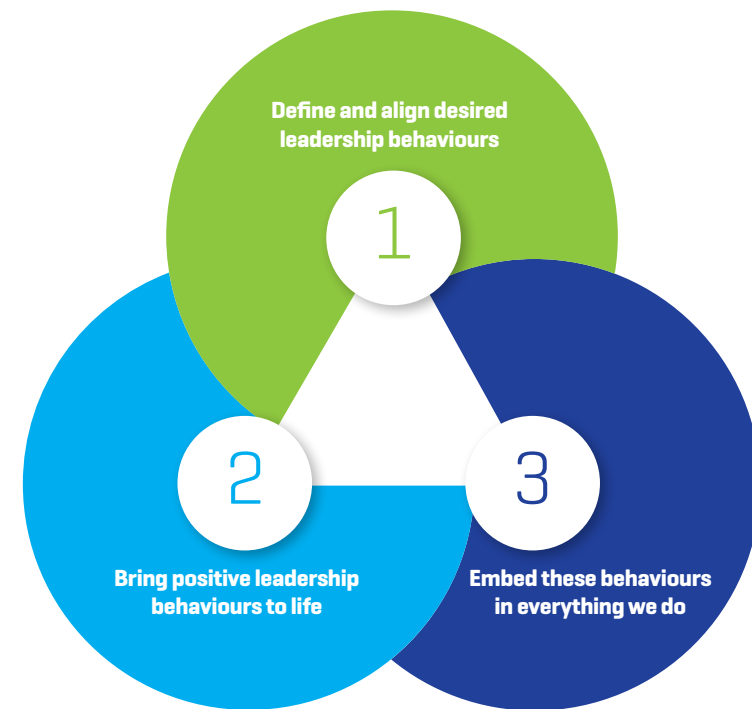 Define and align desired
leadership behaviours
1
2
3
Bring positive leadership
behaviours to life
Embed these behaviours
in everything we do